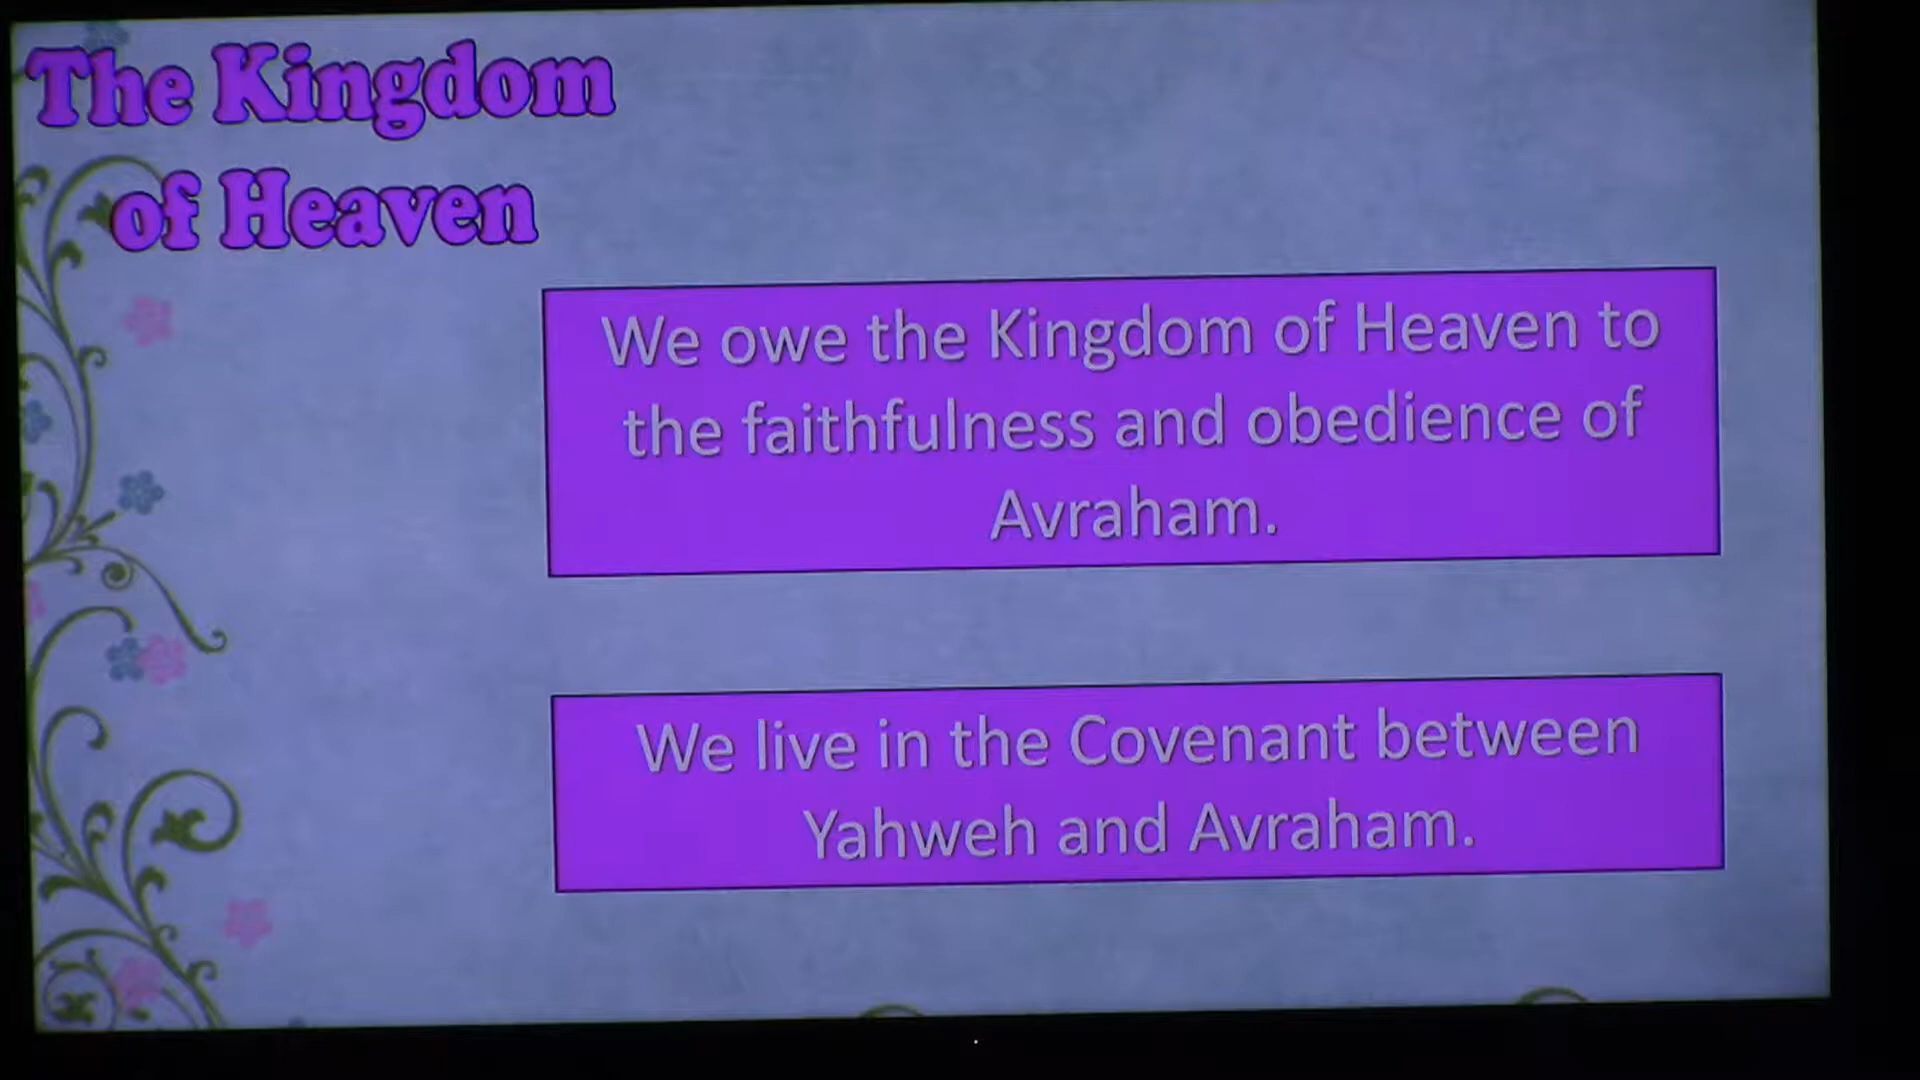 The Kingdom
of Heaven
We owe the Kingdom of Heaven to
the faithfulness and obedience of
Avraham.
We live in the Covenant between
Yahweh and Avraham.